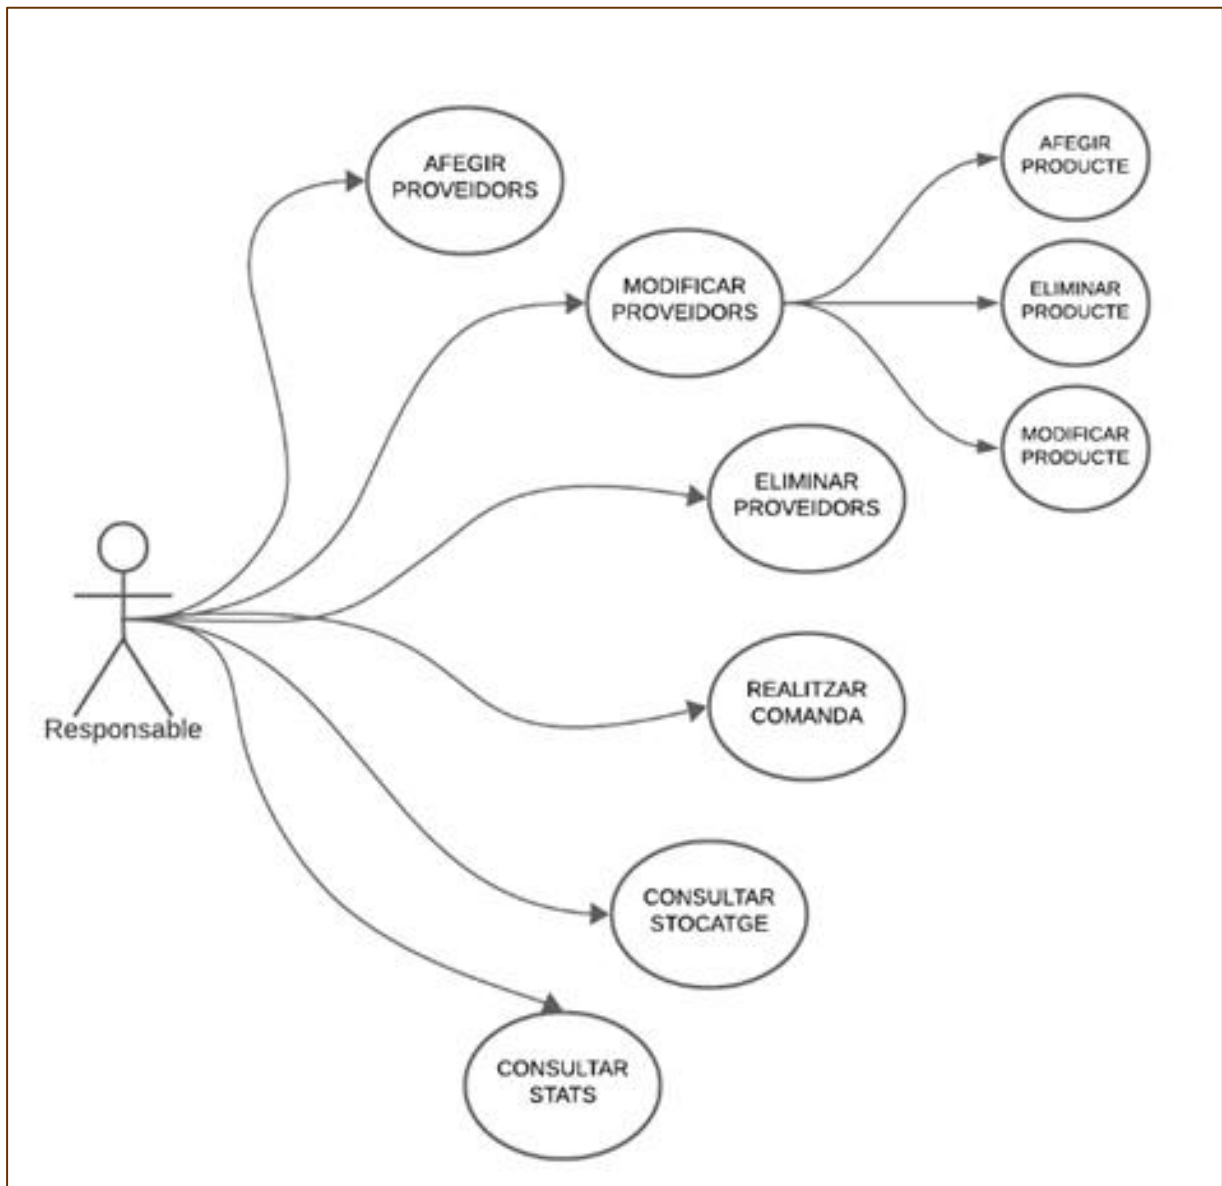 AFEGIR
PROVEIDORS
MODIFICAR
PROVEIDORS
AFEGIR
PRODUCTE
ELIMINAR
PRODUCTE
MODIFICAR
PRODUCTE
ELIMINAR
PROVEIDORS
Responsable
REALITZAR
COMANDA
CONSULTAR
STOCATGE
CONSULTAR
STATS